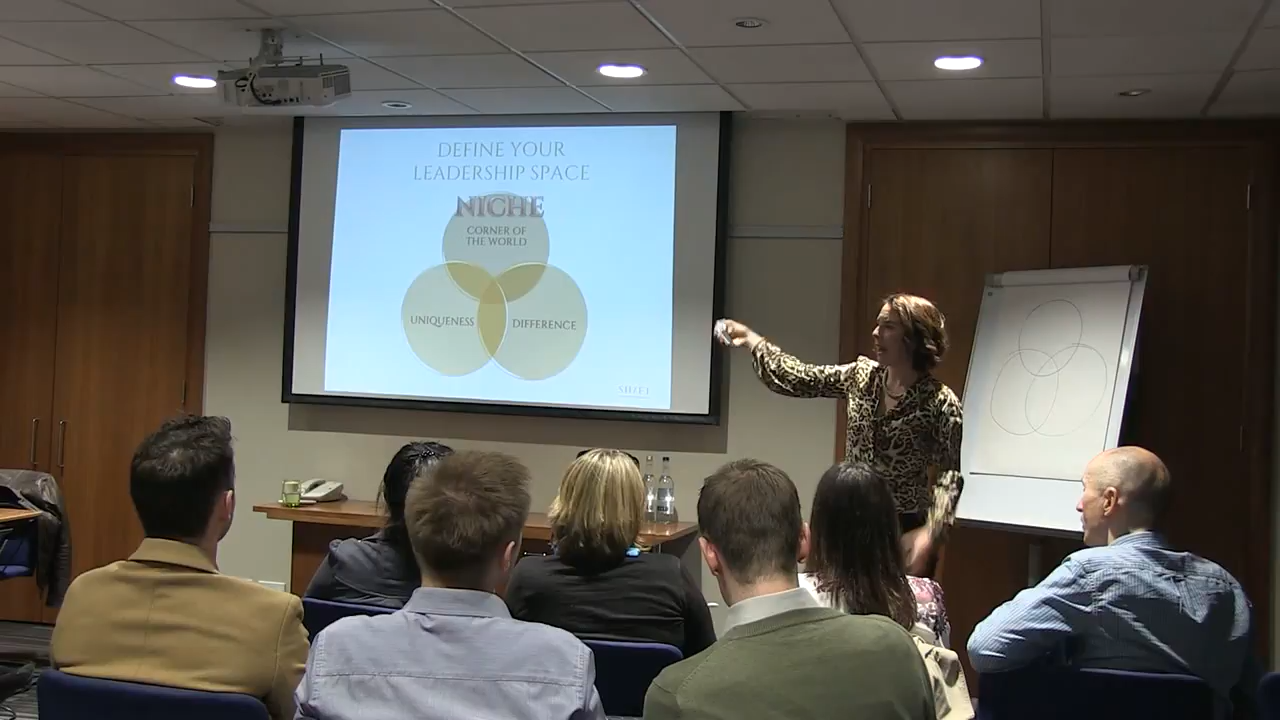 DEFINE YOUR
LEADERSHIP SPACE
NICHE
CORNER OF
THE WORLD
UNIQUENESS
DIFFERENCE